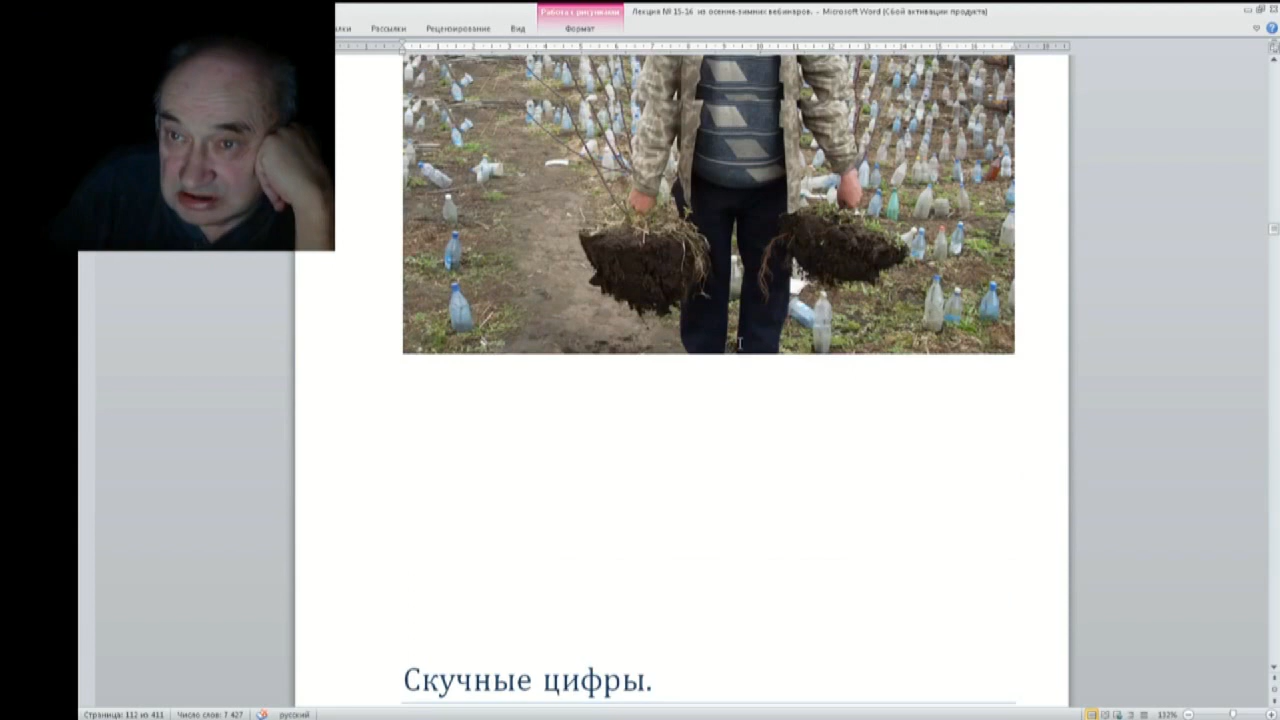 Работа с рисунками
Лекция № 15-16 из осенне-зимних вебинаров. - Microsoft Word (Сбой активации продукта)
Рассылки Рецензирование Вид Формат
Скучные цифры.
Страница: 112 из 411 Число слов: 7 427 русский 132%